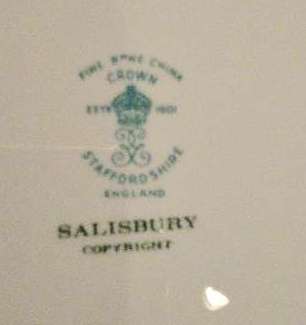 FINE BONE CHINA
CROWN
ESTD 1801
STAFFORDSHIRE
ENGLAND
SALISBURY
COPYRIGHT